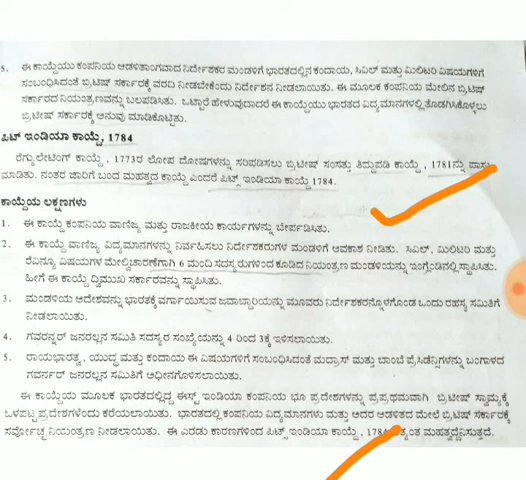 5. ಈ ಕಾಯ್ದೆಯು ಕಂಪನಿಯ ಆಡಳಿತಾಂಗವಾದ ನಿರ್ದೇಶಕರ ಮಂಡಳಿಗೆ ಭಾರತದಲ್ಲಿನ ಕಂದಾಯ, ಸಿವಿಲ್ ಮತ್ತು ಮಿಲಿಟರಿ ವಿಷಯಗಳಿಗೆ
ಸಂಬಂಧಿಸಿದಂತೆ ಬ್ರಿಟಿಷ್ ಸರ್ಕಾರಕ್ಕೆ ವರದಿ ನೀಡಬೇಕೆಂದು ನಿರ್ದೇಶನ ನೀಡಲಾಯಿತು. ಈ ಮೂಲಕ ಕಂಪನಿಯ ಮೇಲಿನ ಬ್ರಿಟಿಷ್
ಸರ್ಕಾರದ ನಿಯಂತ್ರಣವನ್ನು ಬಲಪಡಿಸಿತು. ಒಟ್ಟಾರೆ ಹೇಳುವುದಾದರೆ ಈ ಕಾಯ್ದೆಯು ಭಾರತದ ವಿದ್ಯಮಾನಗಳಲ್ಲಿ ತೊಡಗಿಸಿಕೊಳ್ಳಲು
ಬ್ರಿಟೀಷ್ ಸರ್ಕಾರಕ್ಕೆ ಅನುವು ಮಾಡಿಕೊಟ್ಟಿತು.
ಪಿಟ್ ಇಂಡಿಯಾ ಕಾಯ್ದೆ, 1784
ರೆಗ್ಯುಲೇಟಿಂಗ್ ಕಾಯ್ದೆ, 1773ರ ಲೋಪ ದೋಷಗಳನ್ನು ಸರಿಪಡಿಸಲು ಬ್ರಿಟೀಷ್ ಸಂಸತ್ತು ತಿದ್ದುಪಡಿ ಕಾಯ್ದೆ, 1781ನ್ನು ಪಾಸು
ಮಾಡಿತು. ನಂತರ ಜಾರಿಗೆ ಬಂದ ಮಹತ್ವದ ಕಾಯ್ದೆ ಎಂದರೆ ಪಿಟ್ಸ್ ಇಂಡಿಯಾ ಕಾಯ್ದೆ 1784.
ಕಾಯ್ದೆಯ ಲಕ್ಷಣಗಳು
1. ಈ ಕಾಯ್ದೆ ಕಂಪನಿಯ ವಾಣಿಜ್ಯ ಮತ್ತು ರಾಜಕೀಯ ಕಾರ್ಯಗಳನ್ನು ಬೇರ್ಪಡಿಸಿತು.
2. ಈ ಕಾಯ್ದೆ ವಾಣಿಜ್ಯ ವಿದ್ಯಮಾನಗಳನ್ನು ನಿರ್ವಹಿಸಲು ನಿರ್ದೇಶಕರುಗಳ ಮಂಡಳಿಗೆ ಅವಕಾಶ ನೀಡಿತು. ಸಿವಿಲ್, ಮಿಲಿಟರಿ ಮತ್ತು
ರೆವಿನ್ಯೂ ವಿಷಯಗಳ ಮೇಲ್ವಿಚಾರಣೆಗಾಗಿ 6 ಮಂದಿ ಸದಸ್ಯರುಗಳಿಂದ ಕೂಡಿದ ನಿಯಂತ್ರಣ ಮಂಡಳಿಯನ್ನು ಇಂಗ್ಲೆಂಡಿನಲ್ಲಿ ಸ್ಥಾಪಿಸಿತು.
ಹೀಗೆ ಈ ಕಾಯ್ದೆ ದ್ವಿಮುಖಿ ಸರ್ಕಾರವನ್ನು ಸ್ಥಾಪಿಸಿತು.
3. ಮಂಡಳಿಯ ಆದೇಶವನ್ನು ಭಾರತಕ್ಕೆ ವರ್ಗಾಯಿಸುವ ಜವಾಬ್ದಾರಿಯನ್ನು ಮೂವರು ನಿರ್ದೇಶಕರನ್ನೊಳಗೊಂಡ ಒಂದು ರಹಸ್ಯ ಸಮಿತಿಗೆ
ನೀಡಲಾಯಿತು.
4. ಗವರನ್ನರ್ ಜನರಲ್‌ನ ಸಮಿತಿ ಸದಸ್ಯರ ಸಂಖ್ಯೆಯನ್ನು 4 ರಿಂದ 3ಕ್ಕೆ ಇಳಿಸಲಾಯಿತು.
5. ರಾಯಭಾರತ್ವ, ಯುದ್ಧ ಮತ್ತು ಕಂದಾಯ ಈ ವಿಷಯಗಳಿಗೆ ಸಂಬಂಧಿಸಿದಂತೆ ಮದ್ರಾಸ್ ಮತ್ತು ಬಾಂಬೆ ಪ್ರೆಸಿಡೆನ್ಸಿಗಳನ್ನು ಬಂಗಾಳದ
ಗವರ್ನರ್ ಜನರಲ್‌ನ ಸಮಿತಿಗೆ ಅಧೀನಗೊಳಿಸಲಾಯಿತು.
ಈ ಕಾಯ್ದೆಯ ಮೂಲಕ ಭಾರತದಲ್ಲಿದ್ದ ಈಸ್ಟ್ ಇಂಡಿಯಾ ಕಂಪನಿಯ ಭೂ ಪ್ರದೇಶಗಳನ್ನು ಪ್ರಪ್ರಥಮವಾಗಿ ಬ್ರಿಟೀಷ್ ಸ್ವಾಮ್ಯಕ್ಕೆ
ಒಳಪಟ್ಟ ಪ್ರದೇಶಗಳೆಂದು ಕರೆಯಲಾಯಿತು. ಭಾರತದಲ್ಲಿ ಕಂಪನಿಯ ವಿದ್ಯಮಾನಗಳು ಮತ್ತು ಅದರ ಆಡಳಿತದ ಮೇಲೆ ಬ್ರಿಟಿಷ್ ಸರ್ಕಾರಕ್ಕೆ
ಸರ್ವೋಚ್ಛ ನಿಯಂತ್ರಣ ನೀಡಲಾಯಿತು. ಈ ಎರಡು ಕಾರಣಗಳಿಂದ ಪಿಟ್ಸ್ ಇಂಡಿಯಾ ಕಾಯ್ದೆ, 1784 ಮಹತ್ವದ್ದೆನಿಸುತ್ತದೆ.